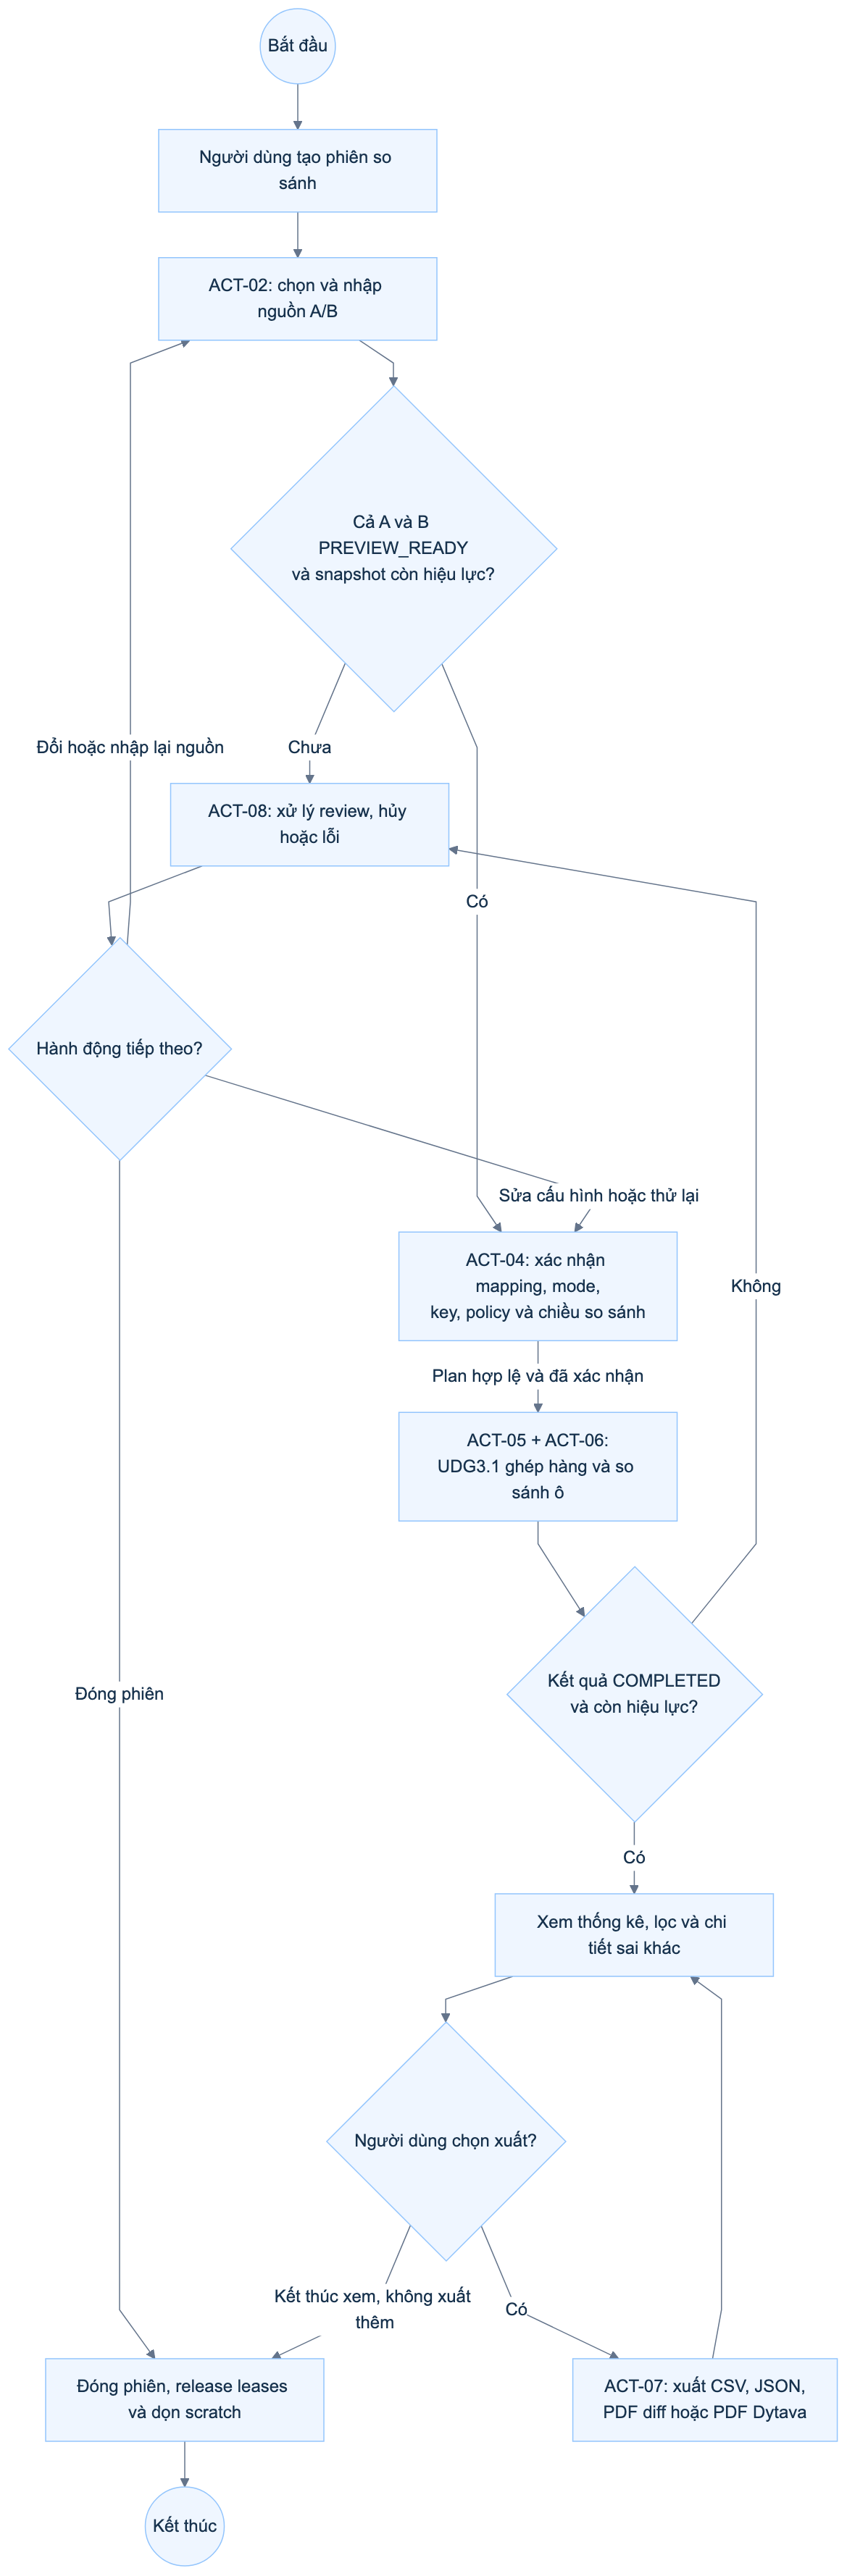 Bắt đầu
Người dùng tạo phiên so
sánh
ACT-02: chọn và nhập
nguồn A/B
Cả A và B
PREVIEW_READY
và snapshot còn hiệu lực?
Đổi hoặc nhập lại nguồn
Chưa
ACT-08: xử lý review, hủy
hoặc lỗi
Có
Hành động tiếp theo?
Sửa cấu hình hoặc thử lại
ACT-04: xác nhận
mapping, mode,
key, policy và chiều so sánh
Không
Plan hợp lệ và đã xác nhận
ACT-05 + ACT-06:
UDG3.1 ghép hàng và so
sánh ô
Kết quả COMPLETED
và còn hiệu lực?
Đóng phiên
Có
Xem thống kê, lọc và chi
tiết sai khác
Người dùng chọn xuất?
Kết thúc xem, không xuất
thêm
Có
Đóng phiên, release leases
và dọn scratch
ACT-07: xuất CSV, JSON,
PDF diff hoặc PDF Dytava
Kết thúc